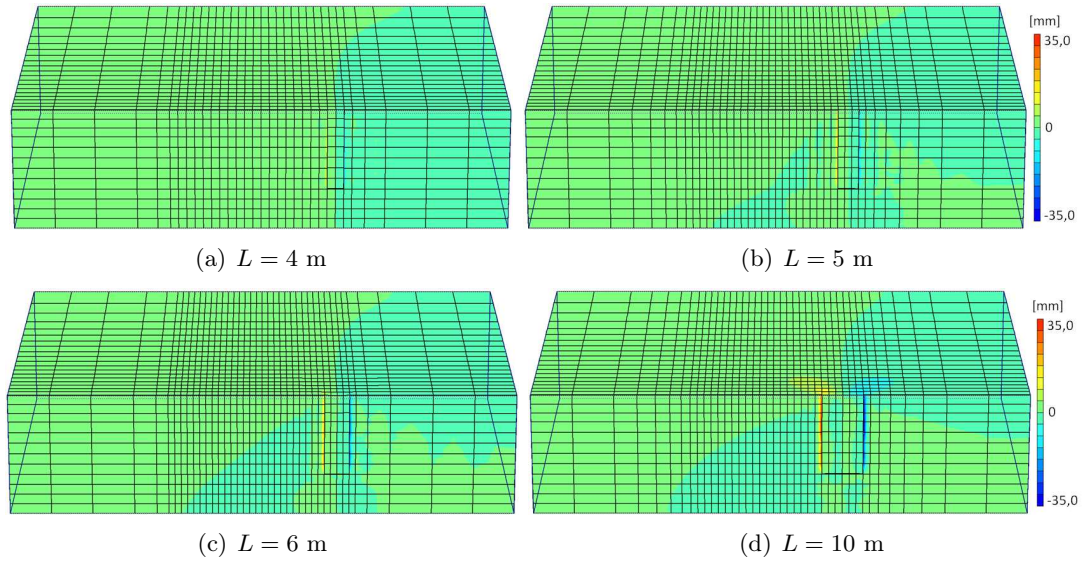 [mm]
35,0
0
-35,0
(a) L = 4 m
(b) L = 5 m
[mm]
35,0
0
-35,0
(c) L = 6 m
(d) L = 10 m